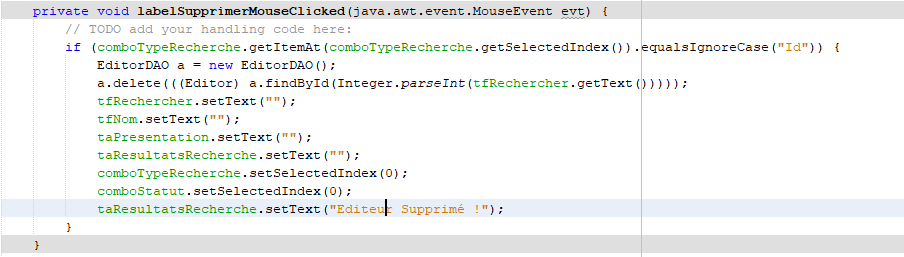 private void labelSupprimerMouseClicked(java.awt.event.MouseEvent evt) {
// TODO add your handling code here:
if (comboTypeRecherche.getItemAt(comboTypeRecherche.getSelectedIndex()).equalsIgnoreCase("Id")) {
EditorDAO a = new EditorDAO();
a.delete(((Editor) a.findById(Integer.parseInt(tfRechercher.getText()))));
tfRechercher.setText("");
tfNom.setText("");
taPresentation.setText("");
taResultatsRecherche.setText("");
comboTypeRecherche.setSelectedIndex(0);
comboStatut.setSelectedIndex(0);
taResultatsRecherche.setText("Editeur Supprimé !");
}
}